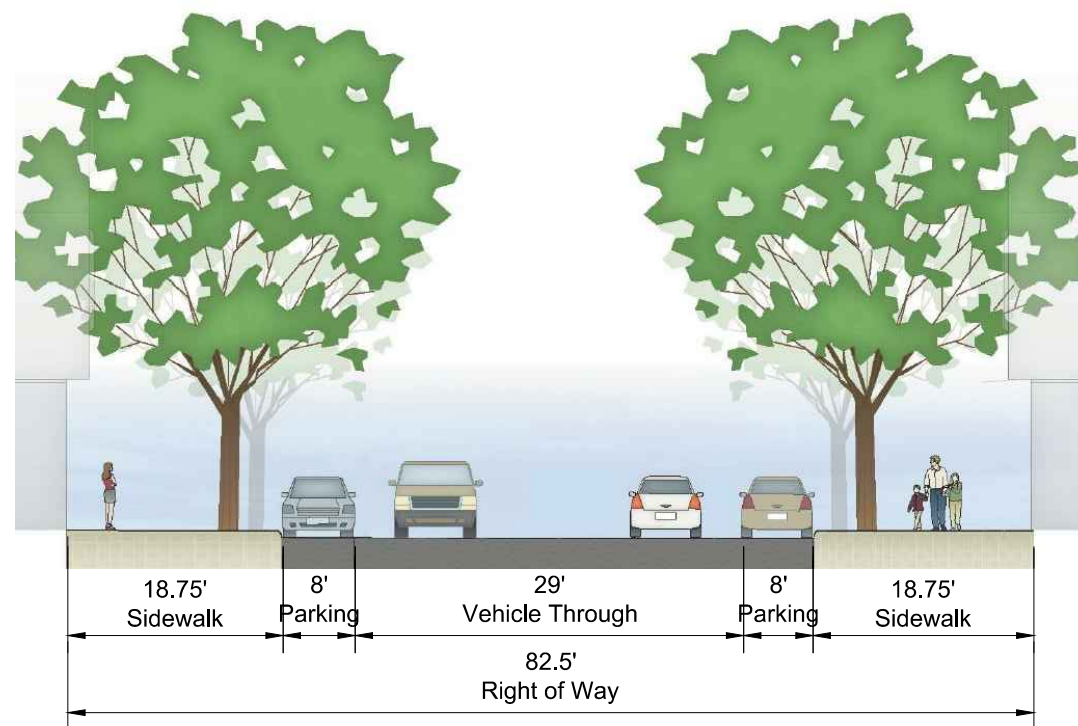 18.75'
Sidewalk
8'
Parking
29'
Vehicle Through
8'
Parking
18.75'
Sidewalk
82.5'
Right of Way